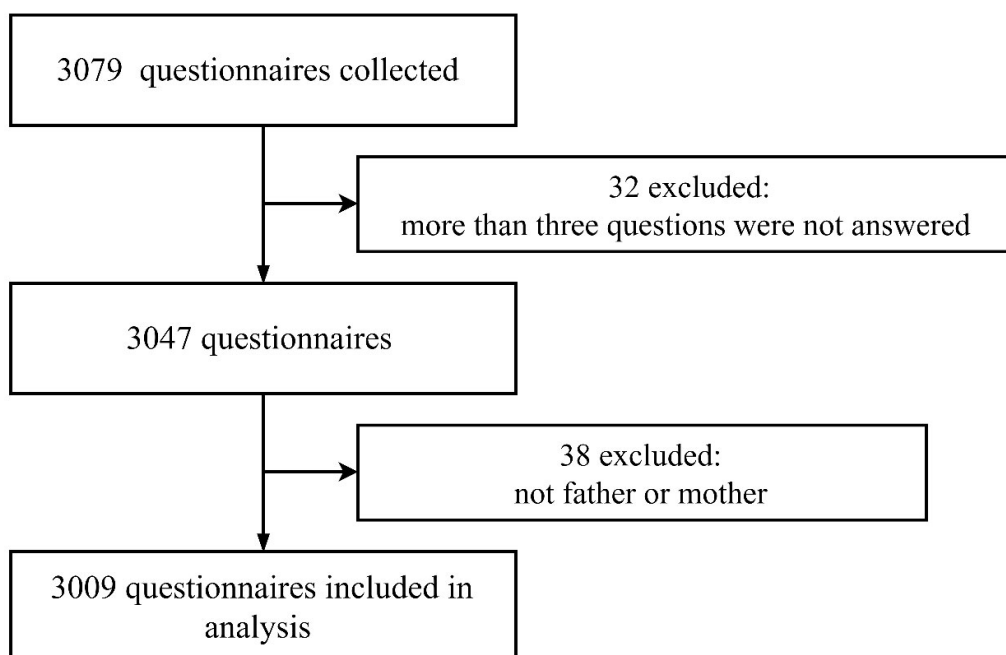 3079 questionnaires collected
32 excluded:
more than three questions were not answered
3047 questionnaires
38 excluded:
not father or mother
3009 questionnaires included in
analysis